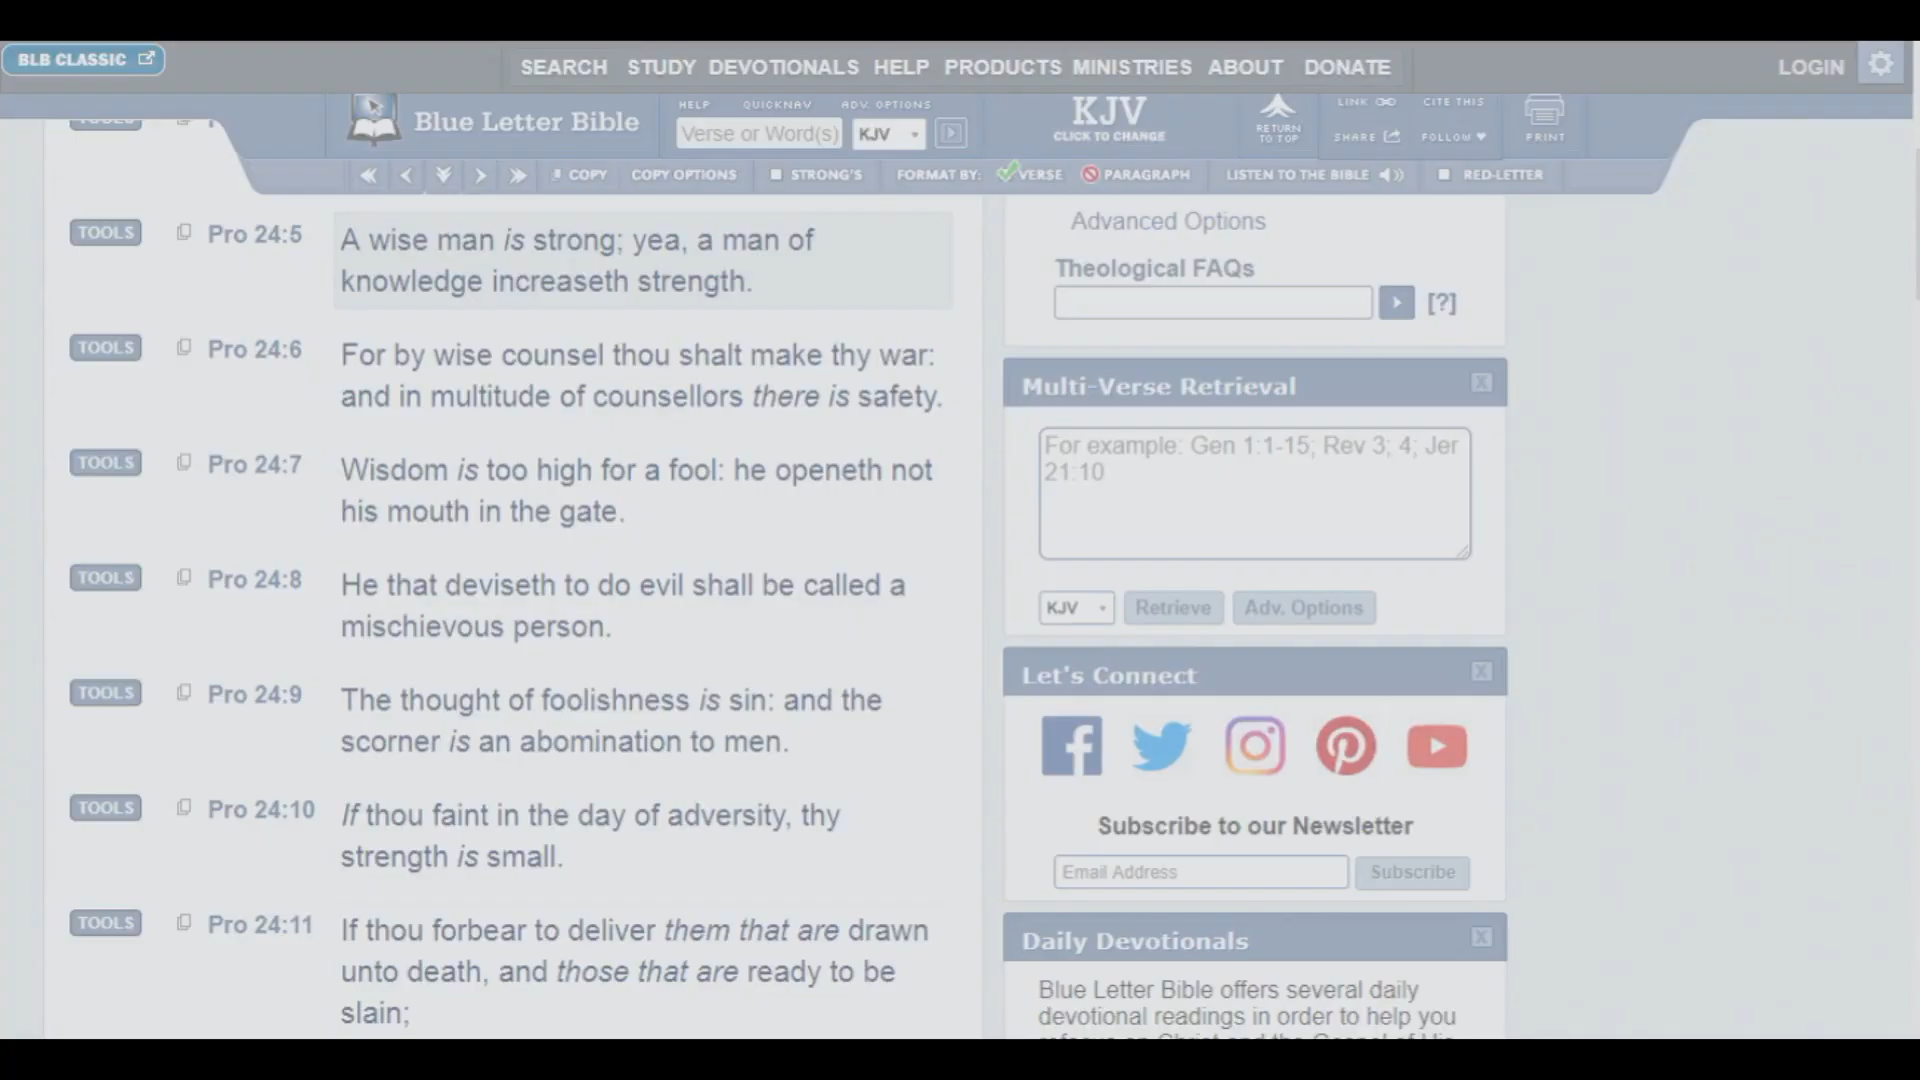 BLB CLASSIC
SEARCH STUDY DEVOTIONALS HELP PRODUCTS MINISTRIES ABOUT DONATE
LOGIN
Blue Letter Bible
HELP QUICKNAV ADV. OPTIONS
Verse or Word(s) KJV
KJV
CLICK TO CHANGE
RETURN
TO TOP
LINK CITE THIS
SHARE FOLLOW
PRINT
COPY COPY OPTIONS STRONG'S FORMAT BY: VERSE PARAGRAPH LISTEN TO THE BIBLE RED-LETTER
TOOLS Pro 24:5 A wise man is strong; yea, a man of
knowledge increaseth strength.
TOOLS Pro 24:6 For by wise counsel thou shalt make thy war:
and in multitude of counsellors there is safety.
TOOLS Pro 24:7 Wisdom is too high for a fool: he openeth not
his mouth in the gate.
TOOLS Pro 24:8 He that deviseth to do evil shall be called a
mischievous person.
TOOLS Pro 24:9 The thought of foolishness is sin: and the
scorner is an abomination to men.
TOOLS Pro 24:10 If thou faint in the day of adversity, thy
strength is small.
TOOLS Pro 24:11 If thou forbear to deliver them that are drawn
unto death, and those that are ready to be
slain;
Advanced Options
Theological FAQs
[?]
Multi-Verse Retrieval X
For example: Gen 1:1-15; Rev 3; 4; Jer
21:10
KJV Retrieve Adv. Options
Let's Connect X
Subscribe to our Newsletter
Email Address Subscribe
Daily Devotionals X
Blue Letter Bible offers several daily
devotional readings in order to help you